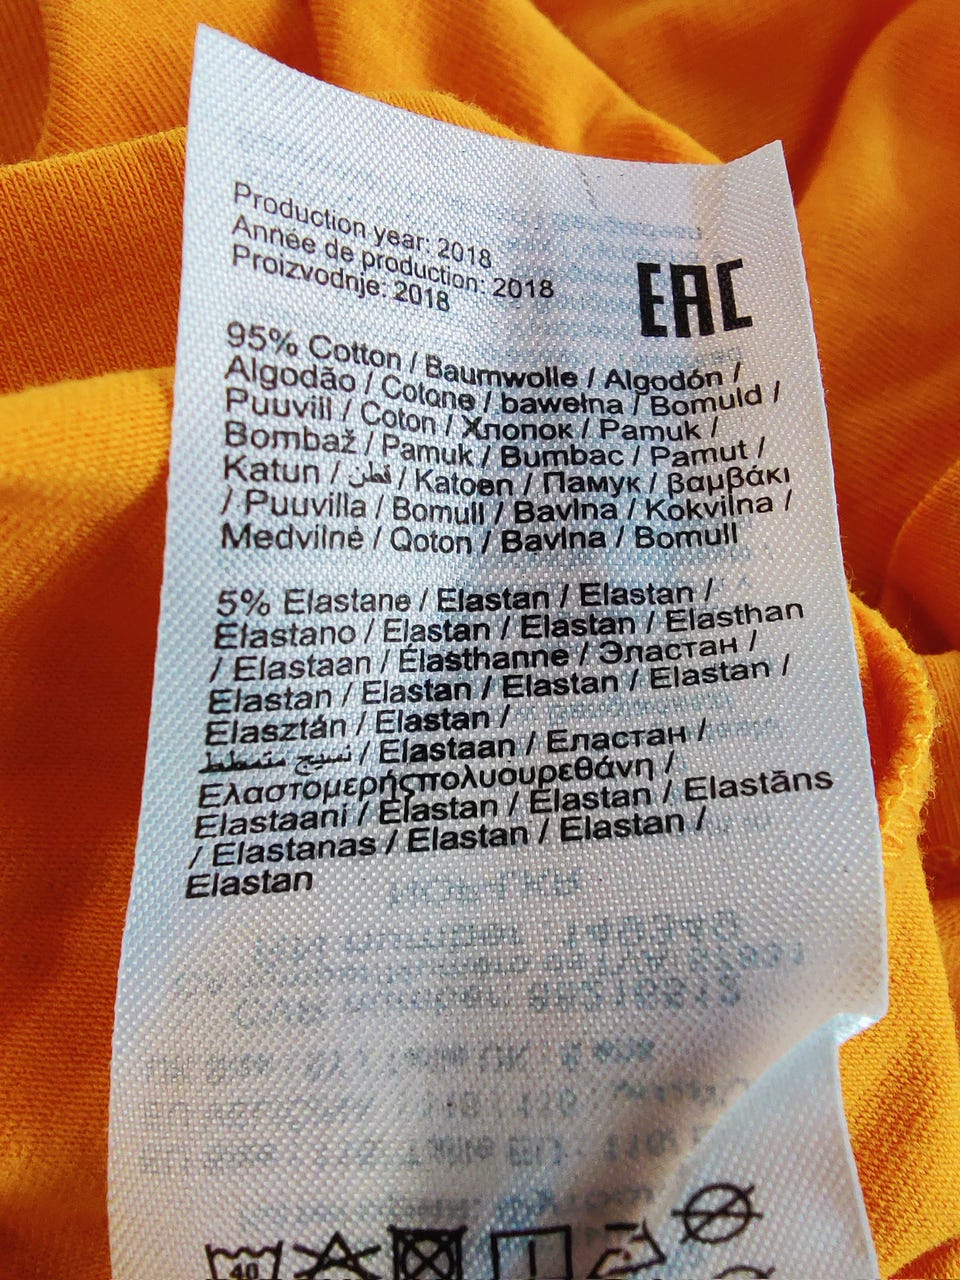 Production year: 2018
Année de production: 2018
Proizvodnje: 2018
EAC
95% Cotton / Baumwolle / Algodón /
Algodão / Cotone / bawełna / Bomuld /
Puuvill / Coton / Хлопок / Pamuk /
Bombaž / Pamuk / Bumbac / Pamut /
Katun / قطن / Katoen / Памук / βαμβάκι
/ Puuvilla / Bomull / Bavlna / Kokvilna /
Medvilnė / Qoton / Bavlna / Bomull
5% Elastane / Elastan / Elastan /
Elastano / Elastan / Elastan / Elasthan
/ Elastaan / Élasthanne / Эластан /
Elastan / Elastan / Elastan / Elastan /
Elasztán / Elastan /
نسيج متمطط / Elastaan / Еластан /
Ελαστομερήςπολυουρεθάνη /
Elastaani / Elastan / Elastan / Elastāns
/ Elastanas / Elastan / Elastan /
Elastan
40